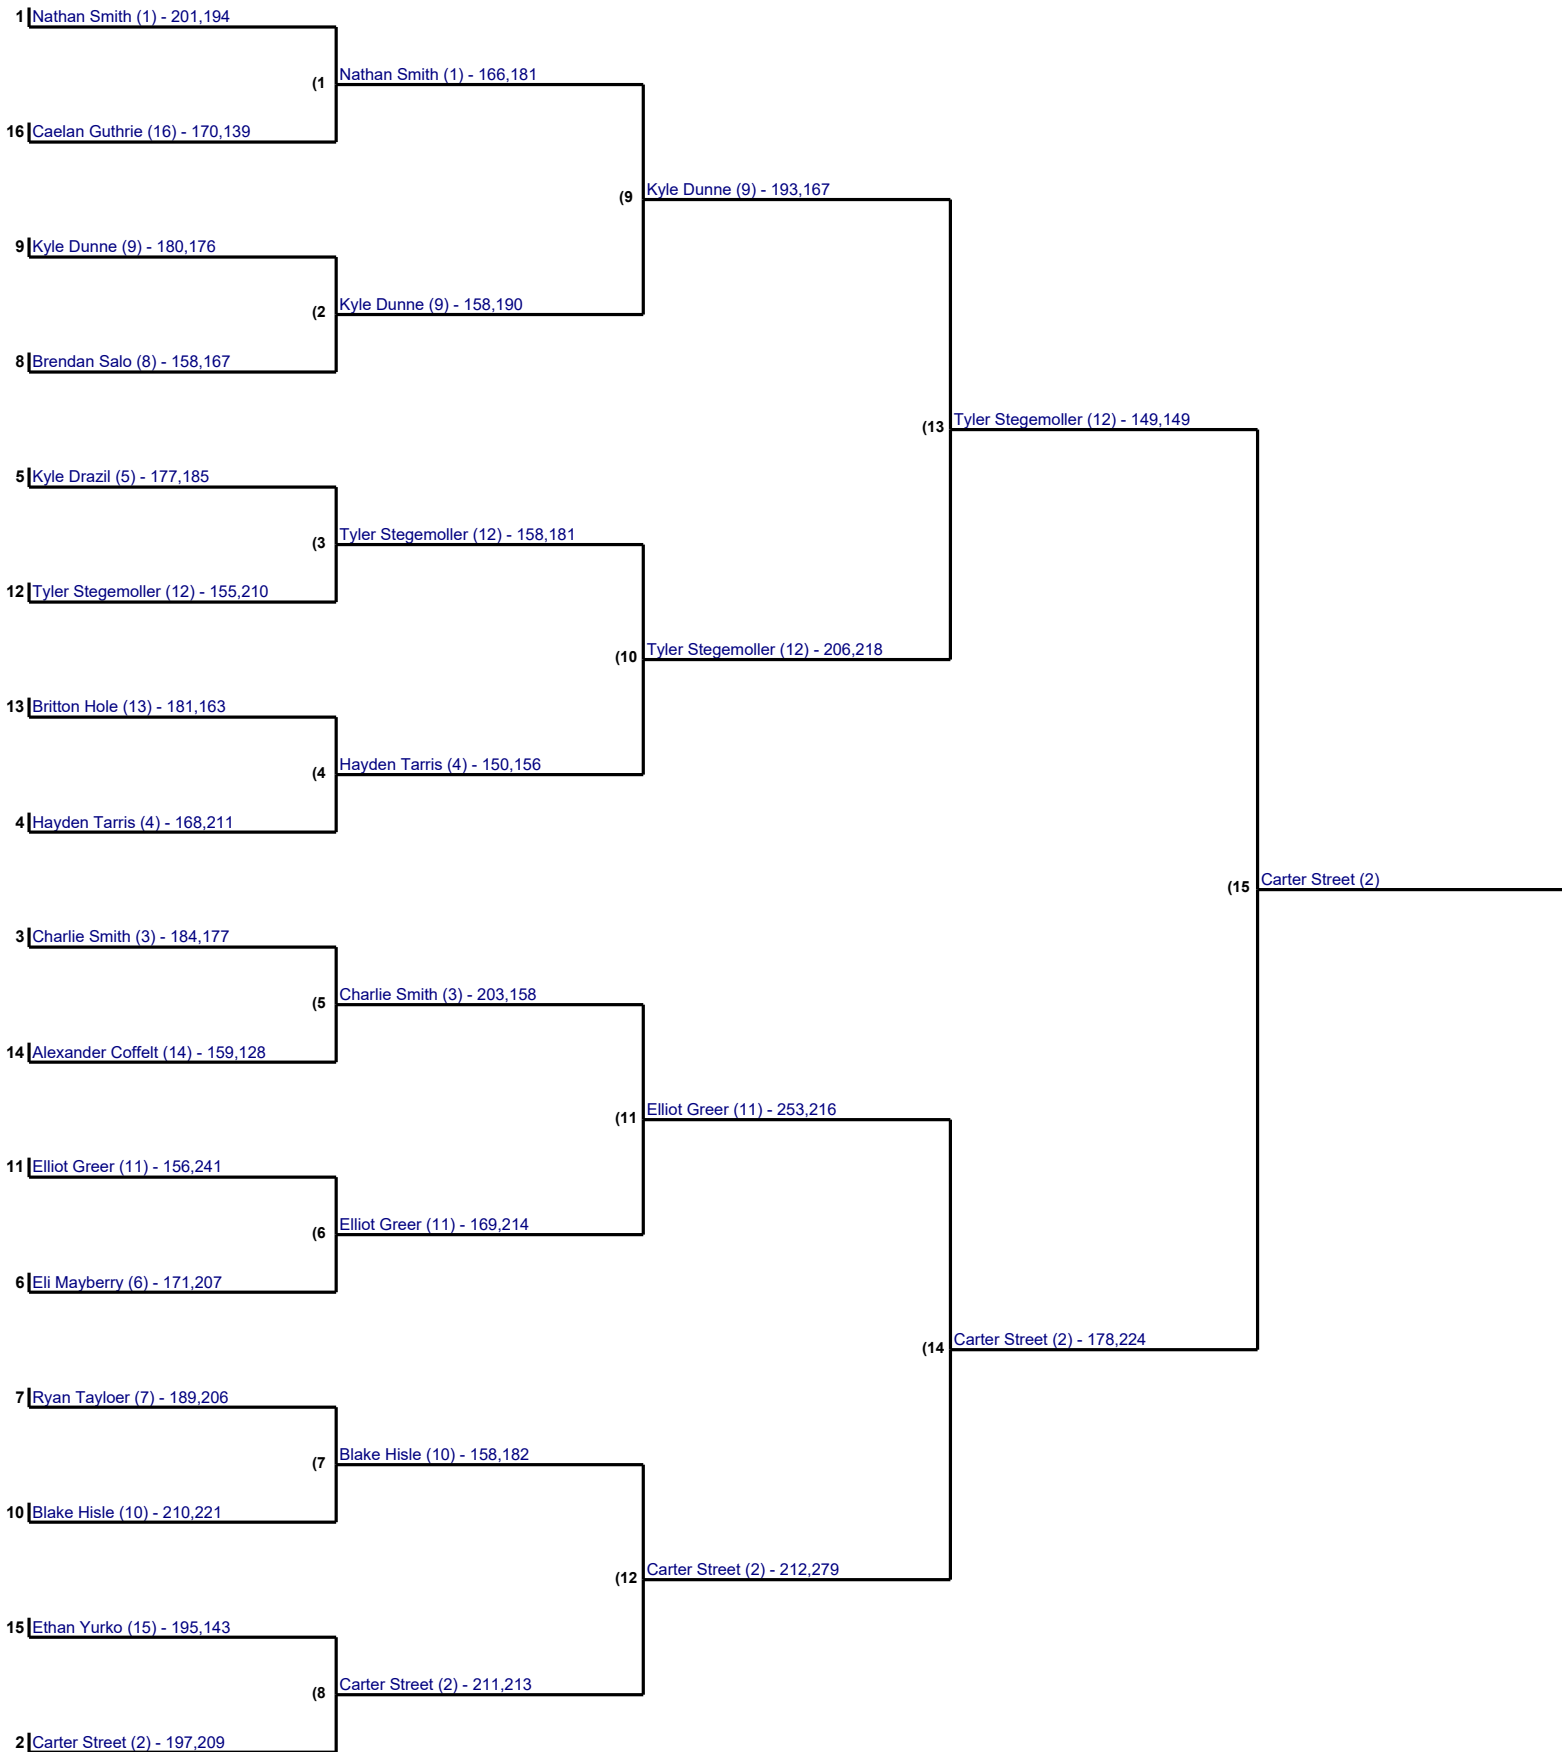 1 Nathan Smith (1) - 201,194
(1 Nathan Smith (1) - 166,181
16 Caelan Guthrie (16) - 170,139
(9 Kyle Dunne (9) - 193,167
9 Kyle Dunne (9) - 180,176
(2 Kyle Dunne (9) - 158,190
8 Brendan Salo (8) - 158,167
(13 Tyler Stegemoller (12) - 149,149
5 Kyle Drazil (5) - 177,185
(3 Tyler Stegemoller (12) - 158,181
12 Tyler Stegemoller (12) - 155,210
(10 Tyler Stegemoller (12) - 206,218
13 Britton Hole (13) - 181,163
(4 Hayden Tarris (4) - 150,156
4 Hayden Tarris (4) - 168,211
(15 Carter Street (2)
3 Charlie Smith (3) - 184,177
(5 Charlie Smith (3) - 203,158
14 Alexander Coffelt (14) - 159,128
(11 Elliot Greer (11) - 253,216
11 Elliot Greer (11) - 156,241
(6 Elliot Greer (11) - 169,214
6 Eli Mayberry (6) - 171,207
(14 Carter Street (2) - 178,224
7 Ryan Tayloer (7) - 189,206
(7 Blake Hisle (10) - 158,182
10 Blake Hisle (10) - 210,221
(12 Carter Street (2) - 212,279
15 Ethan Yurko (15) - 195,143
(8 Carter Street (2) - 211,213
2 Carter Street (2) - 197,209